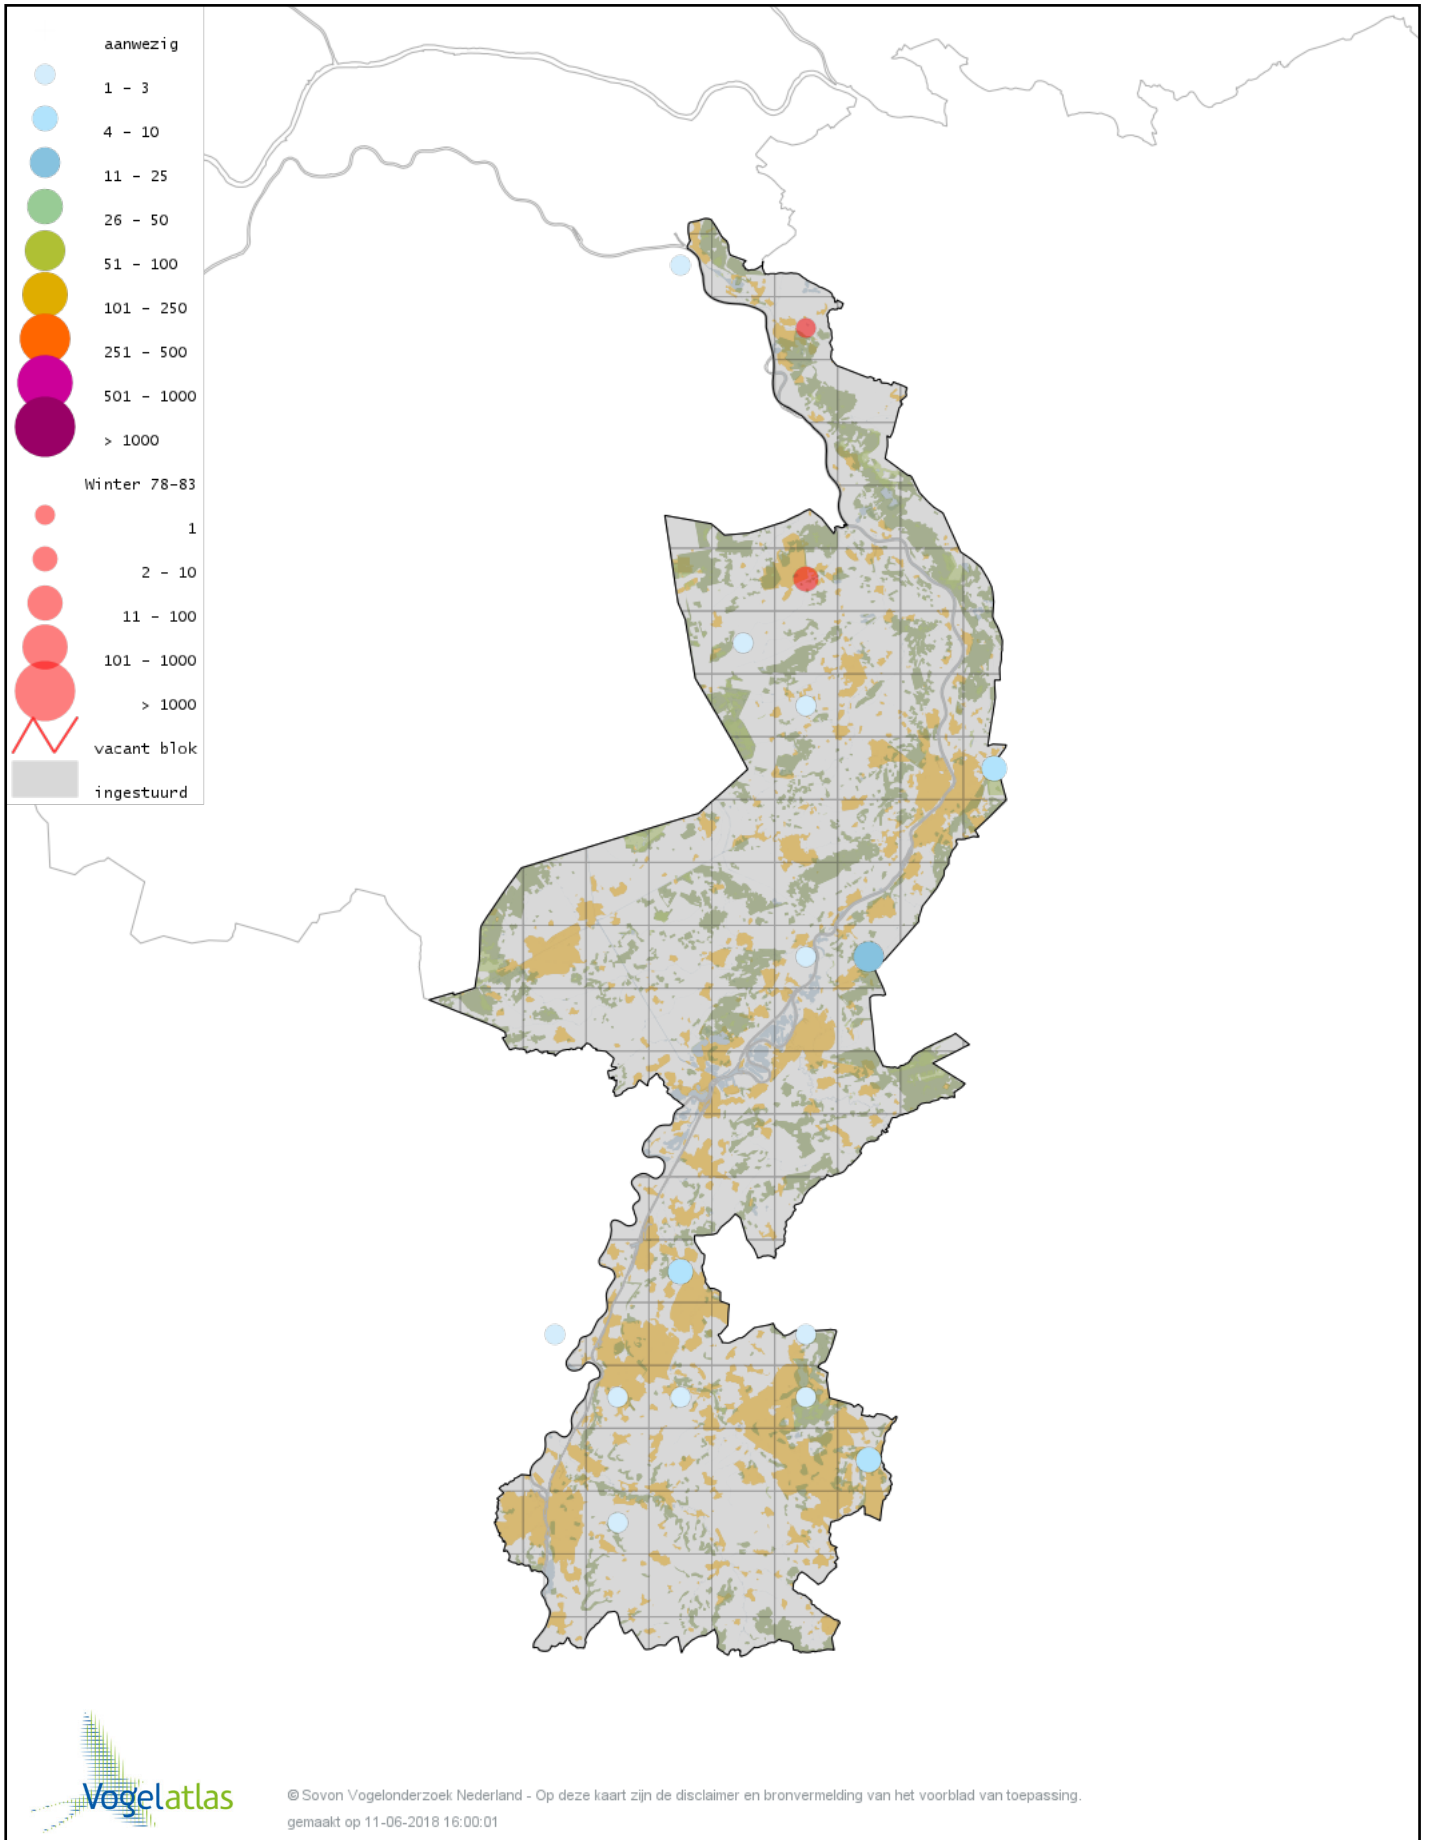 aanwezig
1 – 3
4 – 10
11 – 25
26 – 50
51 – 100
101 – 250
251 – 500
501 – 1000
> 1000
Winter 78-83
1
2 – 10
11 – 100
101 – 1000
> 1000
vacant blok
ingestuurd
Vogelatlas
© Sovon Vogelonderzoek Nederland - Op deze kaart zijn de disclaimer en bronvermelding van het voorblad van toepassing.
gemaakt op 11-06-2018 16:00:01